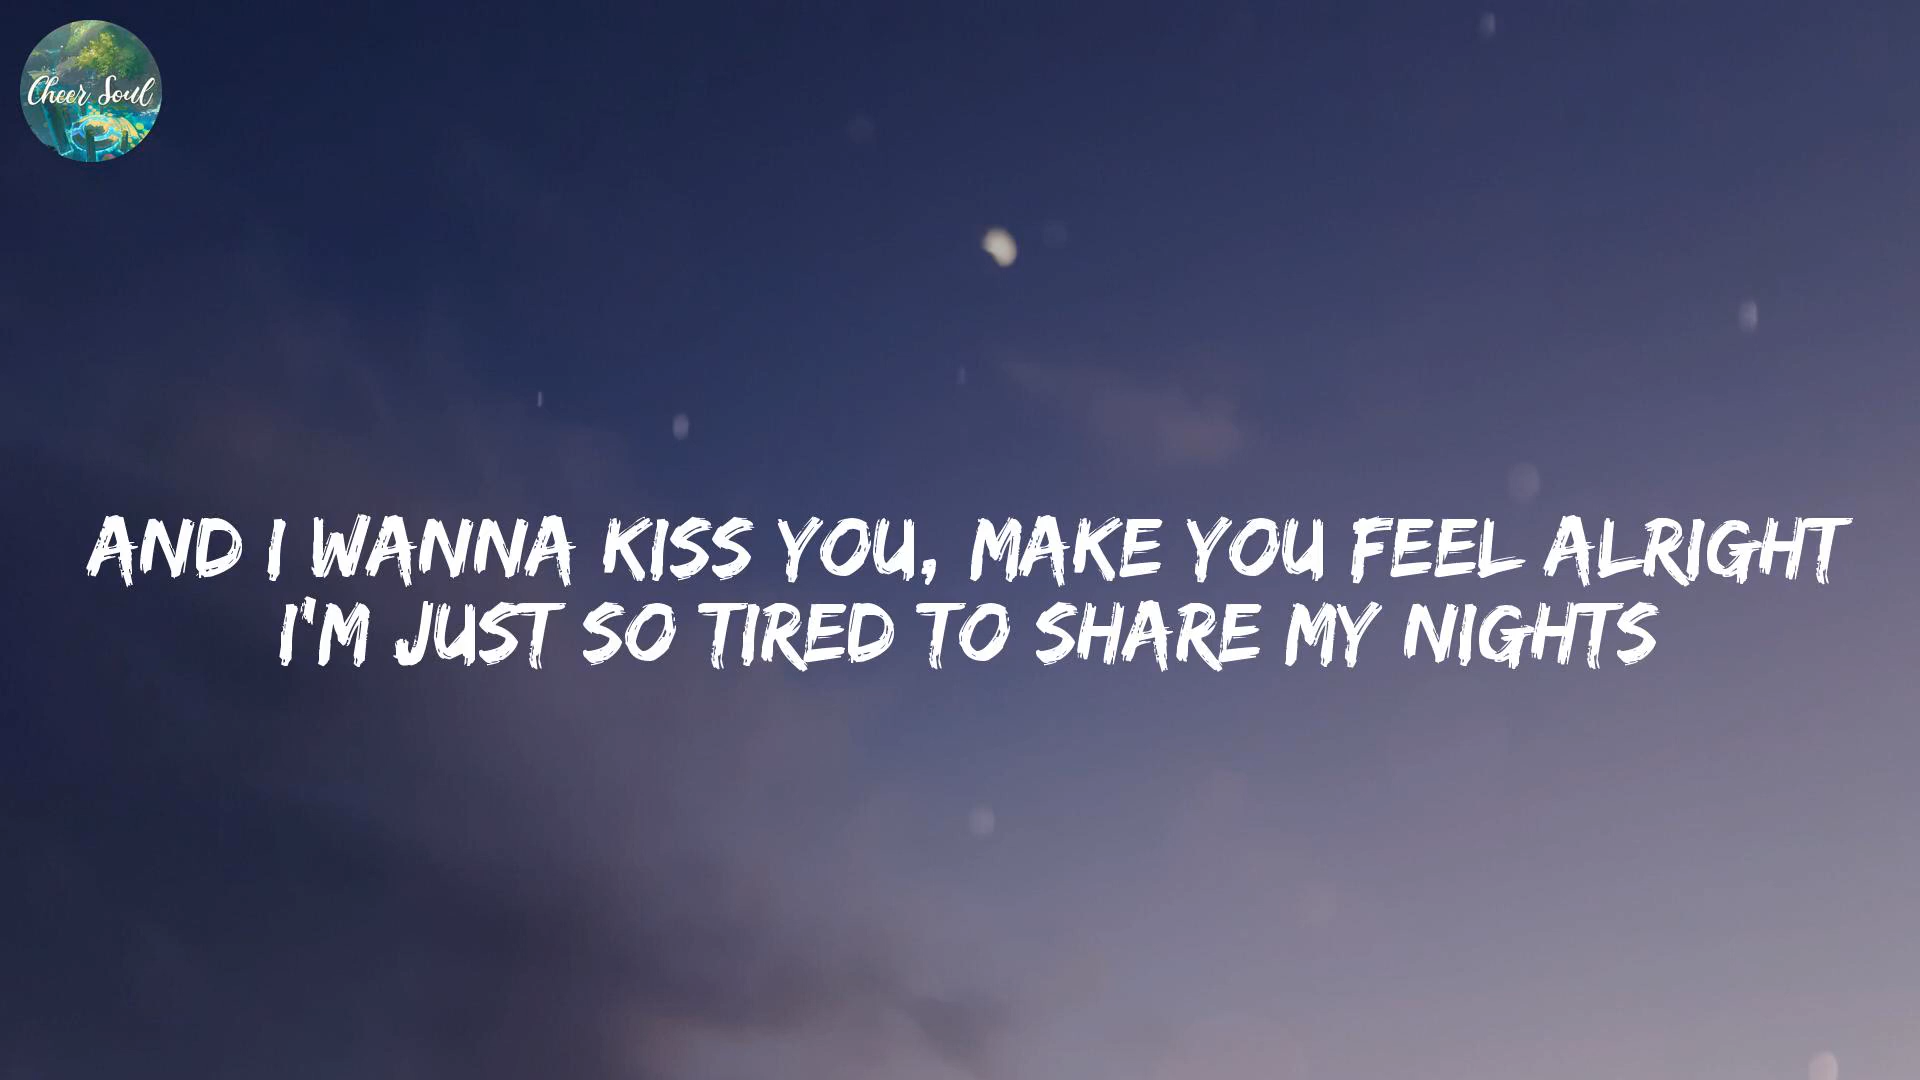 Cheer Soul
AND I WANNA KISS YOU, MAKE YOU FEEL ALRIGHT
I'M JUST SO TIRED TO SHARE MY NIGHTS